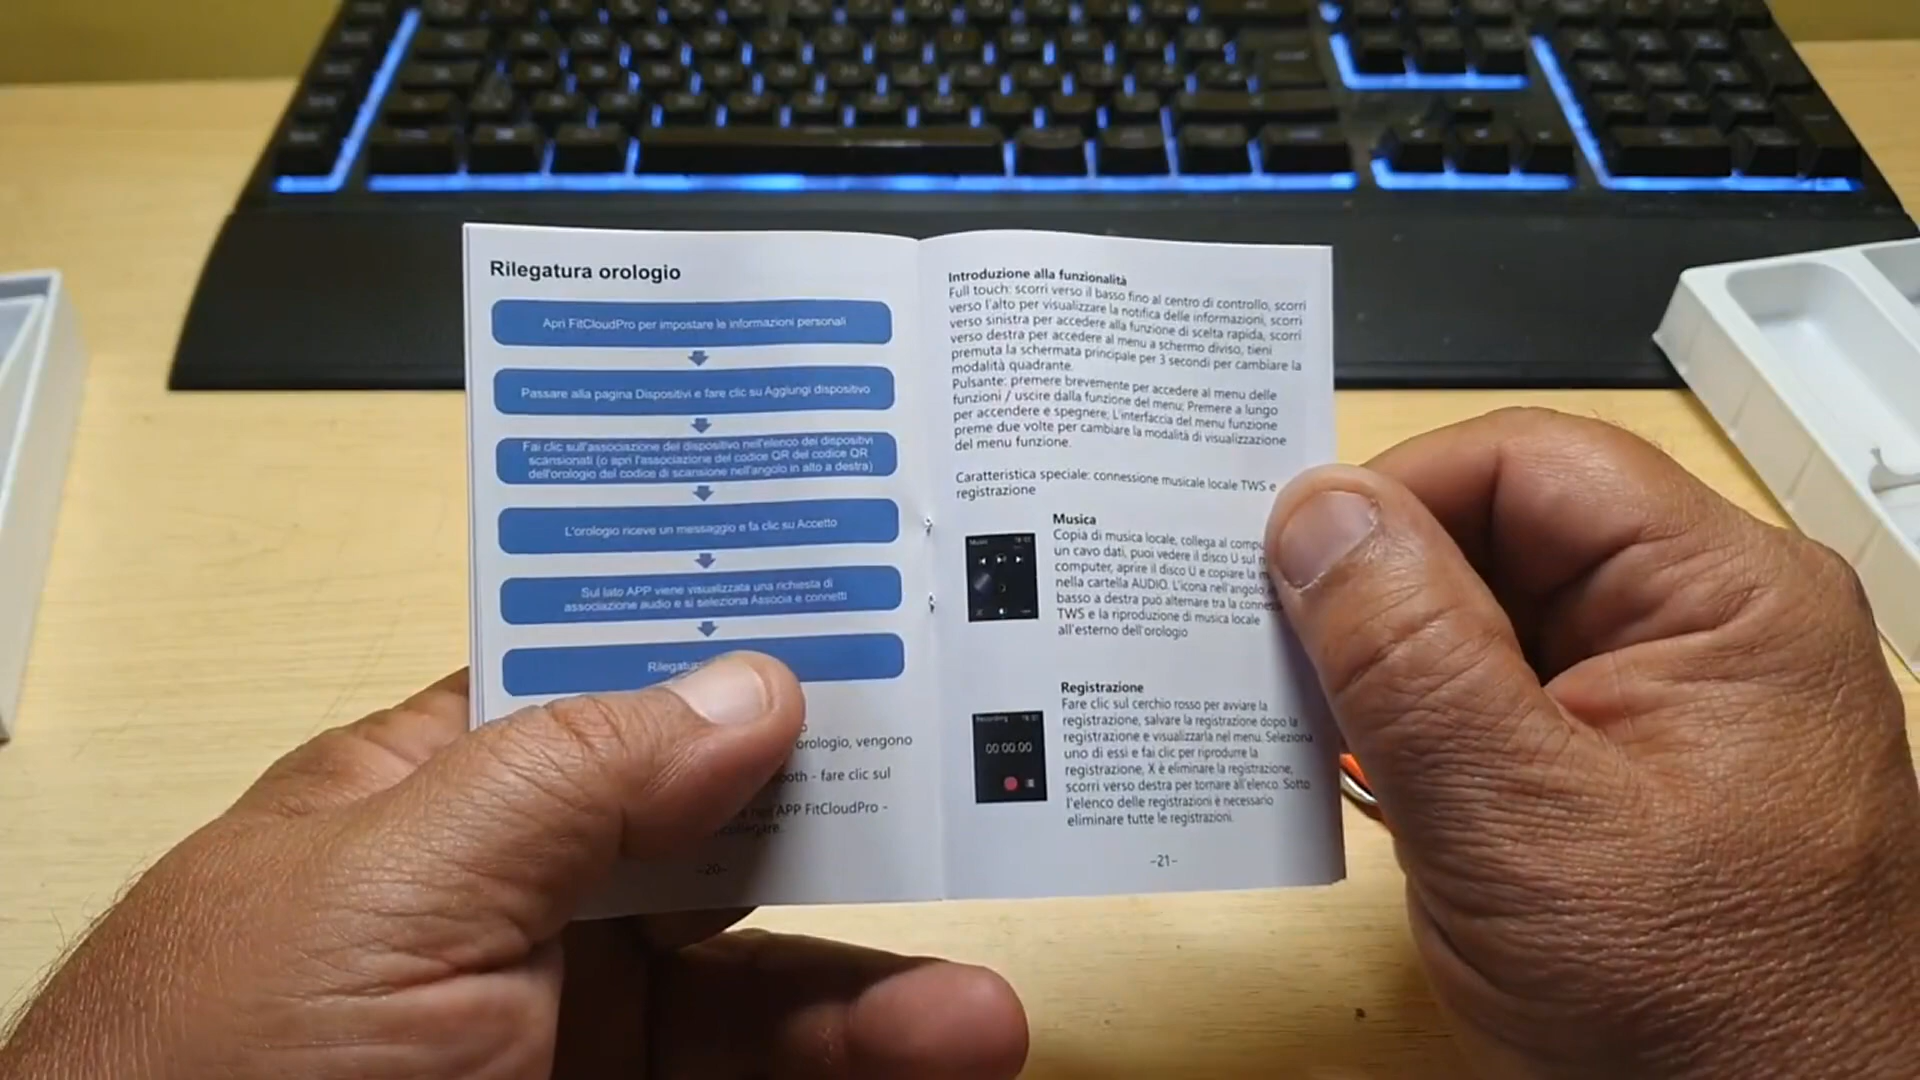 Rilegatura orologio
Apri FitCloudPro per impostare le informazioni personali
Passare alla pagina Dispositivi e fare clic su Aggiungi dispositivo
Fai clic sull'associazione del dispositivo nell'elenco dei dispositivi
scansionati (o apri l'associazione del codice QR del codice QR
dell'orologio del codice di scansione nell'angolo in alto a destra)
L'orologio riceve un messaggio e fa clic su Accetto
Sul lato APP viene visualizzata una richiesta di
associazione audio e si seleziona Associa e connetti
orologio, vengono
- fare clic sul
APP FitCloudPro -
-20-
Introduzione alla funzionalità
Full touch: scorri verso il basso fino al centro di controllo, scorri
verso l'alto per visualizzare la notifica delle informazioni, scorri
verso sinistra per accedere alla funzione di scelta rapida, scorri
verso destra per accedere al menu a schermo diviso, tieni
premuta la schermata principale per 3 secondi per cambiare la
modalità quadrante.
Pulsante: premere brevemente per accedere al menu delle
funzioni / uscire dalla funzione del menu; Premere a lungo
per accendere e spegnere; L'interfaccia del menu funzione
preme due volte per cambiare la modalità di visualizzazione
del menu funzione.
Caratteristica speciale: connessione musicale locale TWS e
registrazione
Musica
Copia di musica locale, collega al
un cavo dati, puoi vedere il disco U sul
computer, aprire il disco U e copiare la
nella cartella AUDIO. L'icona nell'angolo
basso a destra può alternare tra la
TWS e la riproduzione di musica locale
all'esterno dell'orologio
Registrazione
Fare clic sul cerchio rosso per avviare la
registrazione, salvare la registrazione dopo la
registrazione e visualizzarla nel menu. Seleziona
uno di essi e fai clic per riprodurre la
registrazione, X è eliminare la registrazione,
scorri verso destra per tornare all'elenco. Sotto
l'elenco delle registrazioni è necessario
eliminare tutte le registrazioni.
Recording
00:00:00
-21-